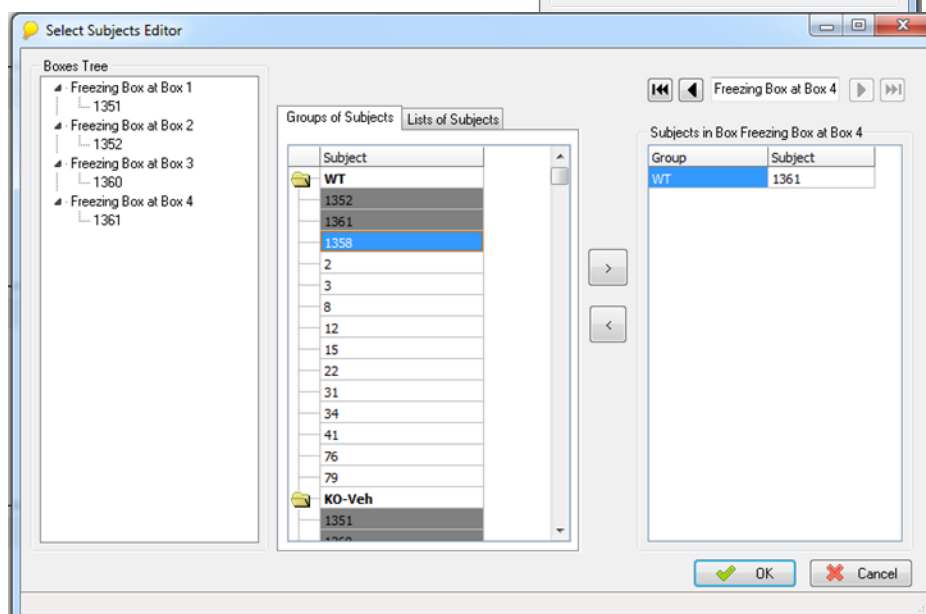 Select Subjects Editor
Boxes Tree
Freezing Box at Box 1
1351
Freezing Box at Box 2
1352
Freezing Box at Box 3
1360
Freezing Box at Box 4
1361
Groups of Subjects
Lists of Subjects
Subject
WT
1352
1361
1358
2
3
8
12
15
22
31
34
41
76
79
KO-Veh
1351
Freezing Box at Box 4
Subjects in Box Freezing Box at Box 4
Group Subject
WT 1361
>
<
OK
Cancel